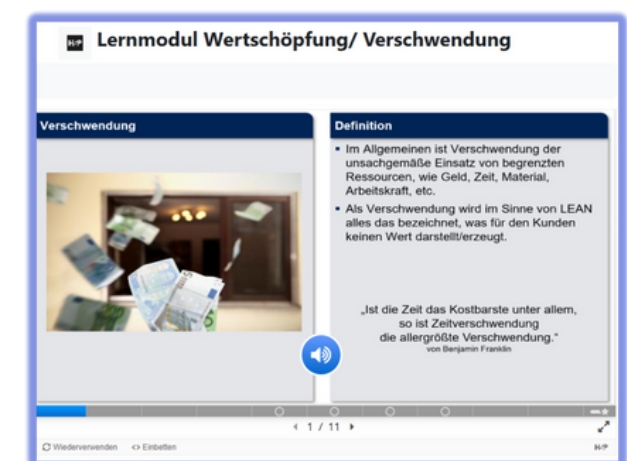 H-P Lernmodul Wertschöpfung/ Verschwendung
Verschwendung
Definition
▪ Im Allgemeinen ist Verschwendung der
unsachgemäße Einsatz von begrenzten
Ressourcen, wie Geld, Zeit, Material,
Arbeitskraft, etc.
▪ Als Verschwendung wird im Sinne von LEAN
alles das bezeichnet, was für den Kunden
keinen Wert darstellt/erzeugt.
„Ist die Zeit das Kostbarste unter allem,
so ist Zeitverschwendung
die allergrößte Verschwendung.“
von Benjamin Franklin
1 / 11
Wiederverwenden <> Einbetten H-P